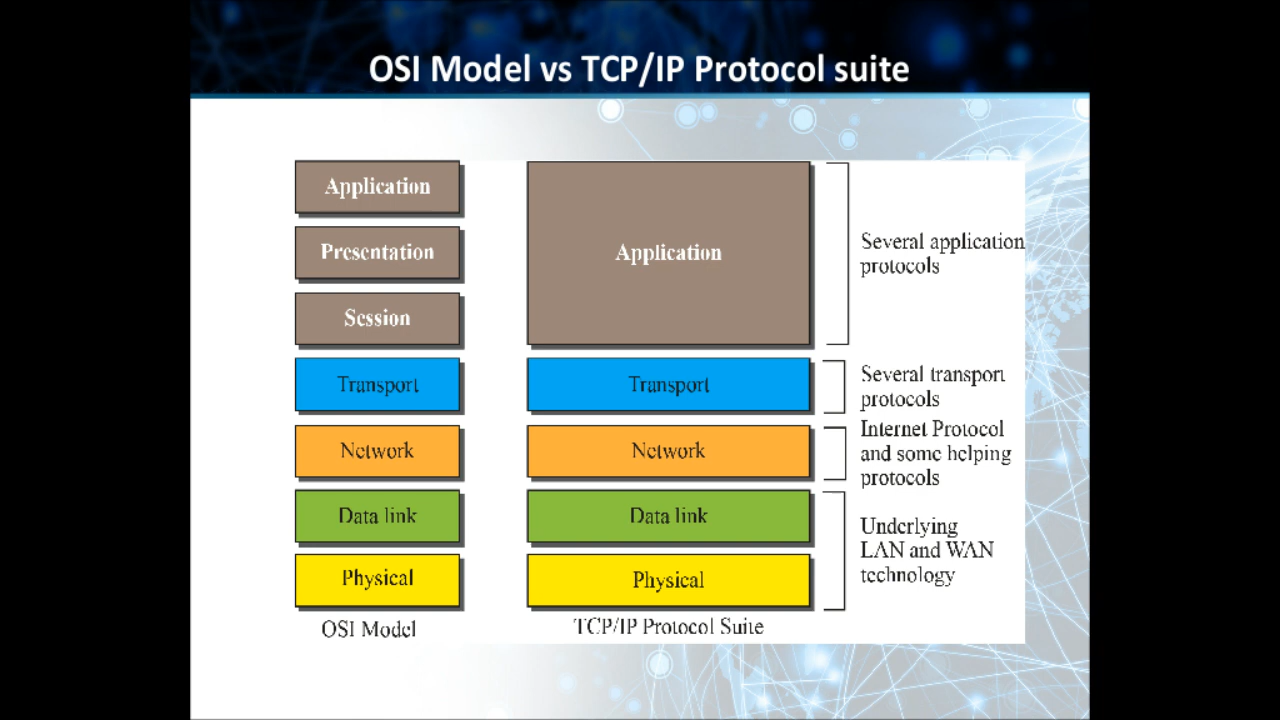 OSI Model vs TCP/IP Protocol suite
Application
Presentation
Session
Transport
Network
Data link
Physical
OSI Model
Application
Transport
Network
Data link
Physical
TCP/IP Protocol Suite
Several application
protocols
Several transport
protocols
Internet Protocol
and some helping
protocols
Underlying
LAN and WAN
technology